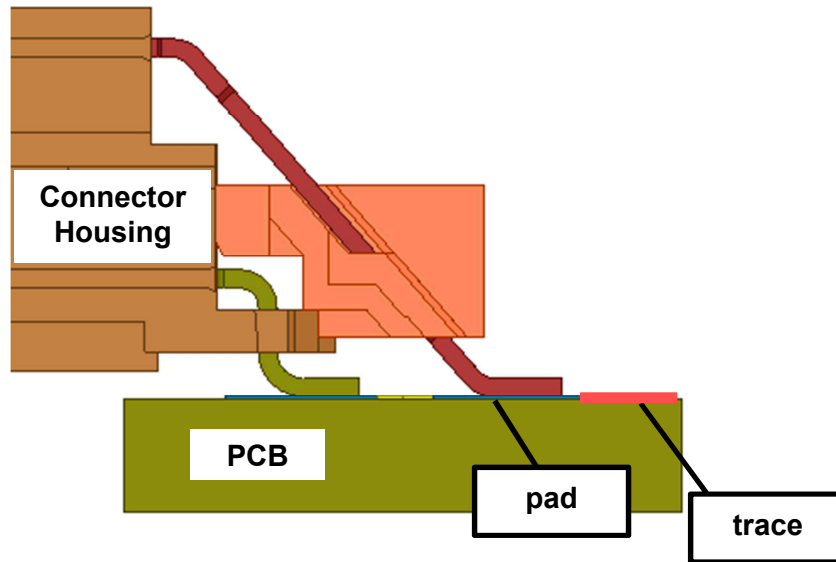 Connector
Housing
PCB
pad
trace